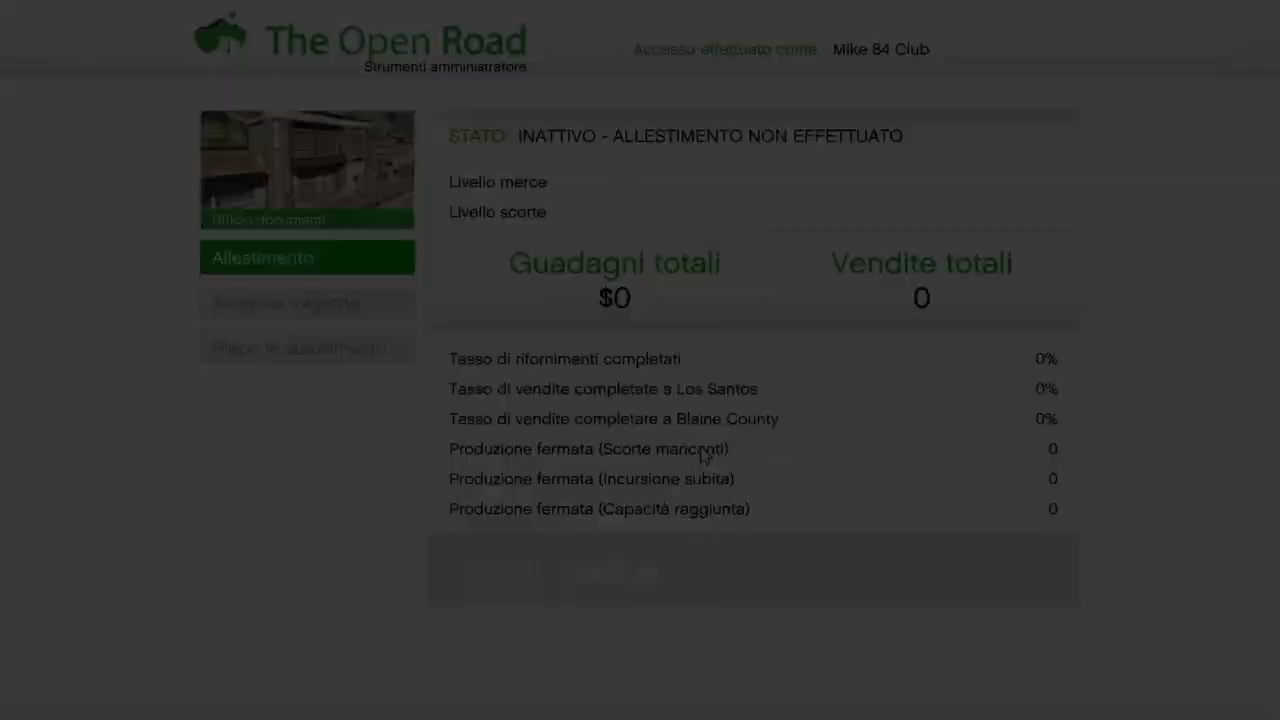 The Open Road
Strumenti amministratore
Accesso effettuato come Mike 84 Club
STATO: INATTIVO - ALLESTIMENTO NON EFFETTUATO
Livello merce
Livello scorte
documenti
Allestimento
Guadagni totali
$0
Vendite totali
0
Tasso di rifornimenti completati 0%
Tasso di vendite completate a Los Santos 0%
Tasso di vendite completare a Blaine County 0%
Produzione fermata (Scorte mancanti) 0
Produzione fermata (Incursione subita) 0
Produzione fermata (Capacità raggiunta) 0